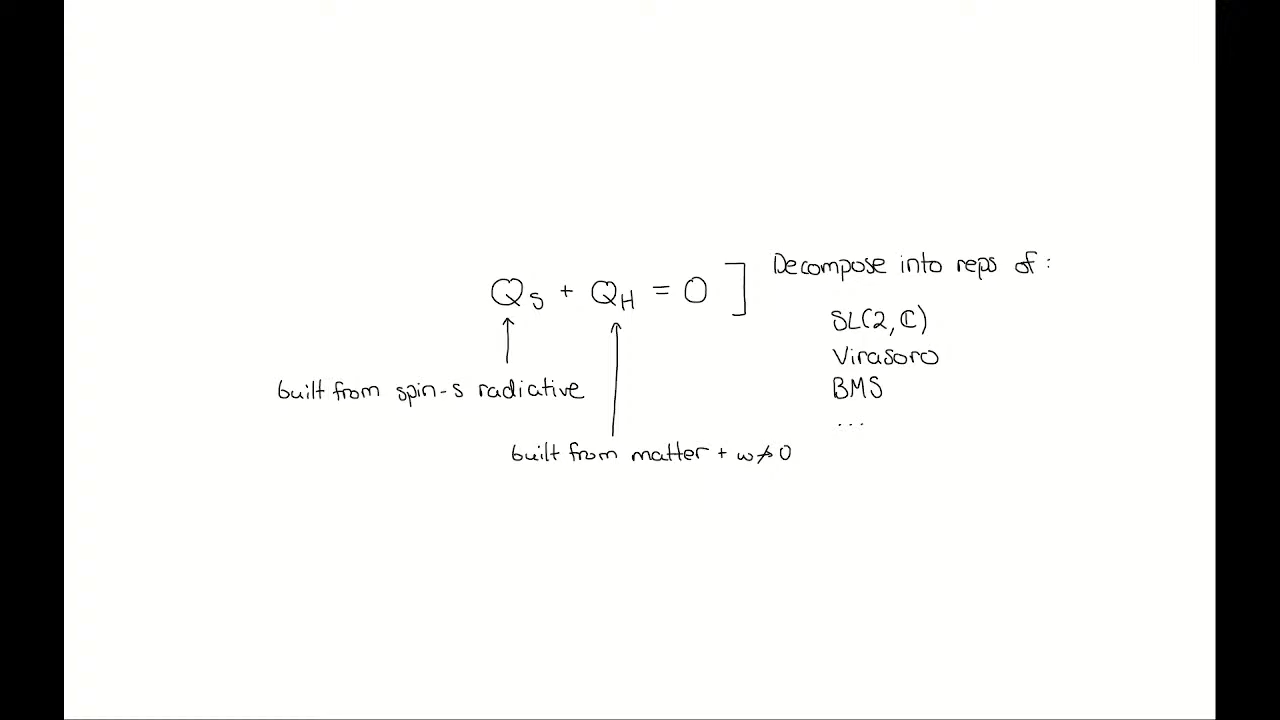 Q_S + Q_H = 0 ]
Decompose into reps of :
SL(2, ℂ)
Virasoro
BMS
...
built from spin-s radiative
built from matter + ω↛0